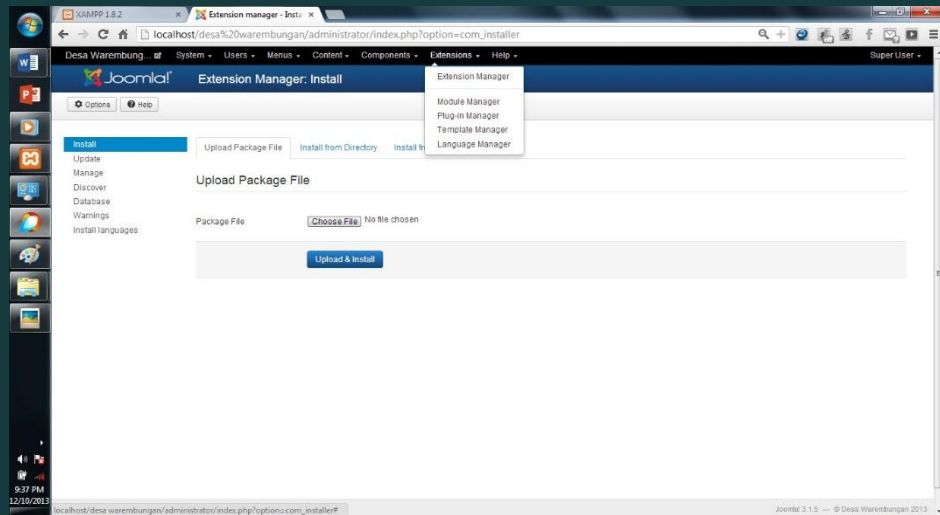 XAMPP 1.8.2
Extension manager - Insta
localhost/desa%20warembungan/administrator/index.php?option=com_installer
Desa Warembung... System Users Menus Content Components Extensions Help Super User
Joomla!® Extension Manager: Install
Extension Manager
Module Manager
Plug-in Manager
Template Manager
Language Manager
Options Help
Install
Update
Manage
Discover
Database
Warnings
Install languages
Upload Package File Install from Directory Install fr
Upload Package File
Package File Choose File No file chosen
Upload & Install
9:37 PM
12/10/2013
localhost/desa warembungan/administrator/index.php?option=com_installer#
Joomla! 3.1.5 — © Desa Warembungan 2013